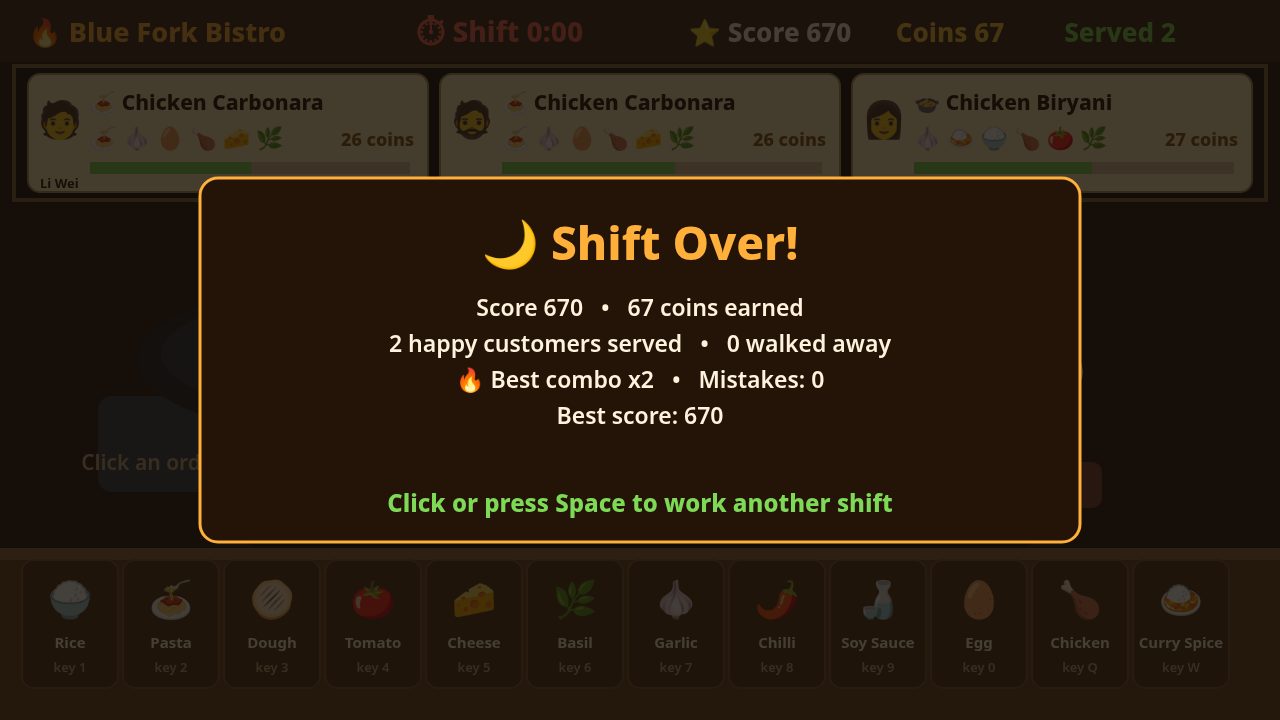 Blue Fork Bistro
Shift 0:00
Score 670
Coins 67
Served 2
Chicken Carbonara
26 coins
Li Wei
Chicken Carbonara
26 coins
Chicken Biryani
27 coins
Shift Over!
Score 670 • 67 coins earned
2 happy customers served • 0 walked away
Best combo x2 • Mistakes: 0
Best score: 670
Click or press Space to work another shift
Click an ord
Rice
key 1
Pasta
key 2
Dough
key 3
Tomato
key 4
Cheese
key 5
Basil
key 6
Garlic
key 7
Chilli
key 8
Soy Sauce
key 9
Egg
key 0
Chicken
key Q
Curry Spice
key W